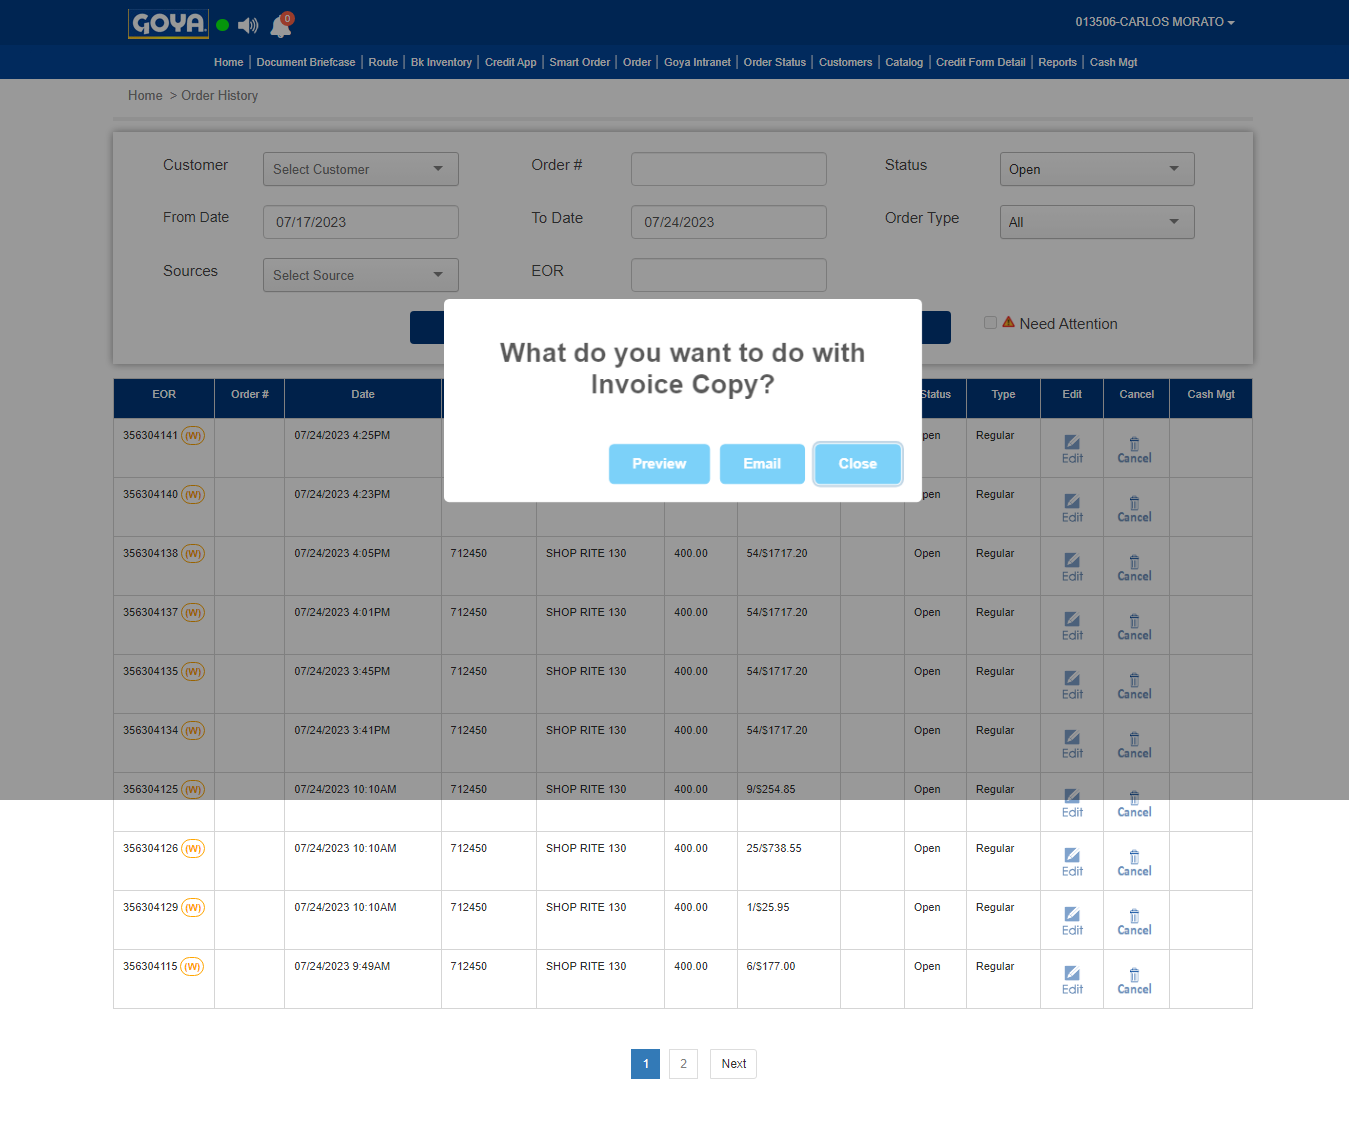 GOYA.
0
013506-CARLOS MORATO
Home | Document Briefcase | Route | Bk Inventory | Credit App | Smart Order | Order | Goya Intranet | Order Status | Customers | Catalog | Credit Form Detail | Reports | Cash Mgt
Home > Order History
Customer Select Customer Order # Status Open
From Date 07/17/2023 To Date 07/24/2023 Order Type All
Sources Select Source EOR
Need Attention
What do you want to do with
Invoice Copy?
Preview Email Close
EOR Order # Date Status Type Edit Cancel Cash Mgt
356304141 (W) 07/24/2023 4:25PM pen Regular Edit Cancel
356304140 (W) 07/24/2023 4:23PM pen Regular Edit Cancel
356304138 (W) 07/24/2023 4:05PM 712450 SHOP RITE 130 400.00 54/$1717.20 Open Regular Edit Cancel
356304137 (W) 07/24/2023 4:01PM 712450 SHOP RITE 130 400.00 54/$1717.20 Open Regular Edit Cancel
356304135 (W) 07/24/2023 3:45PM 712450 SHOP RITE 130 400.00 54/$1717.20 Open Regular Edit Cancel
356304134 (W) 07/24/2023 3:41PM 712450 SHOP RITE 130 400.00 54/$1717.20 Open Regular Edit Cancel
356304125 (W) 07/24/2023 10:10AM 712450 SHOP RITE 130 400.00 9/$254.85 Open Regular Edit Cancel
356304126 (W) 07/24/2023 10:10AM 712450 SHOP RITE 130 400.00 25/$738.55 Open Regular Edit Cancel
356304129 (W) 07/24/2023 10:10AM 712450 SHOP RITE 130 400.00 1/$25.95 Open Regular Edit Cancel
356304115 (W) 07/24/2023 9:49AM 712450 SHOP RITE 130 400.00 6/$177.00 Open Regular Edit Cancel
1 2 Next